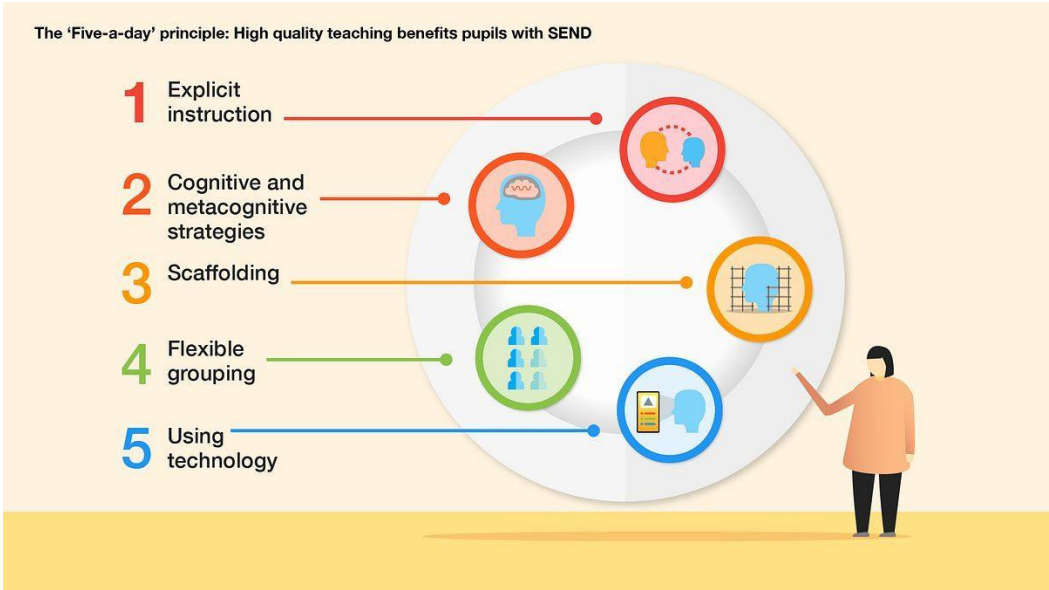 The ‘Five-a-day’ principle: High quality teaching benefits pupils with SEND
1 Explicit
instruction
2 Cognitive and
metacognitive
strategies
3 Scaffolding
4 Flexible
grouping
5 Using
technology